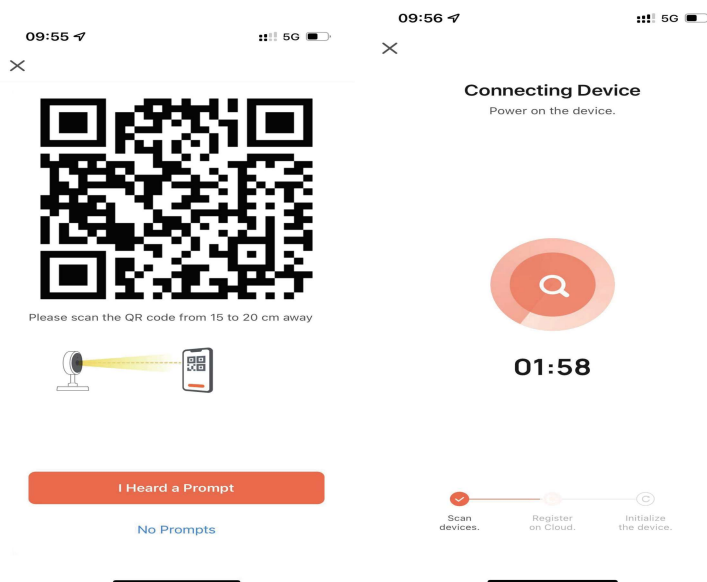 09:55
5G
Please scan the QR code from 15 to 20 cm away
I Heard a Prompt
No Prompts
09:56
5G
Connecting Device
Power on the device.
01:58
Scan
devices.
Register
on Cloud.
Initialize
the device.